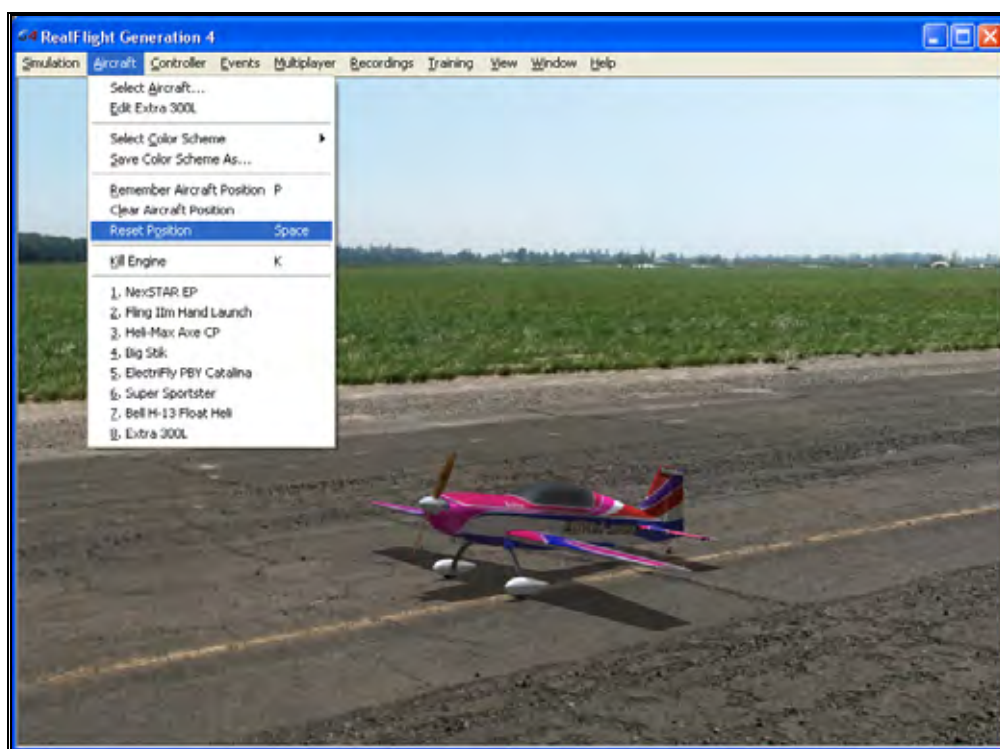 G4 RealFlight Generation 4
Simulation Aircraft Controller Events Multiplayer Recordings Training View Window Help
Select Aircraft...
Edit Extra 300L
Select Color Scheme
Save Color Scheme As...
Remember Aircraft Position P
Clear Aircraft Position
Reset Position Space
Kill Engine K
1. NexSTAR EP
2. Fling IIm Hand Launch
3. Heli-Max Axe CP
4. Big Stik
5. ElectriFly PBY Catalina
6. Super Sportster
7. Bell H-13 Float Heli
8. Extra 300L